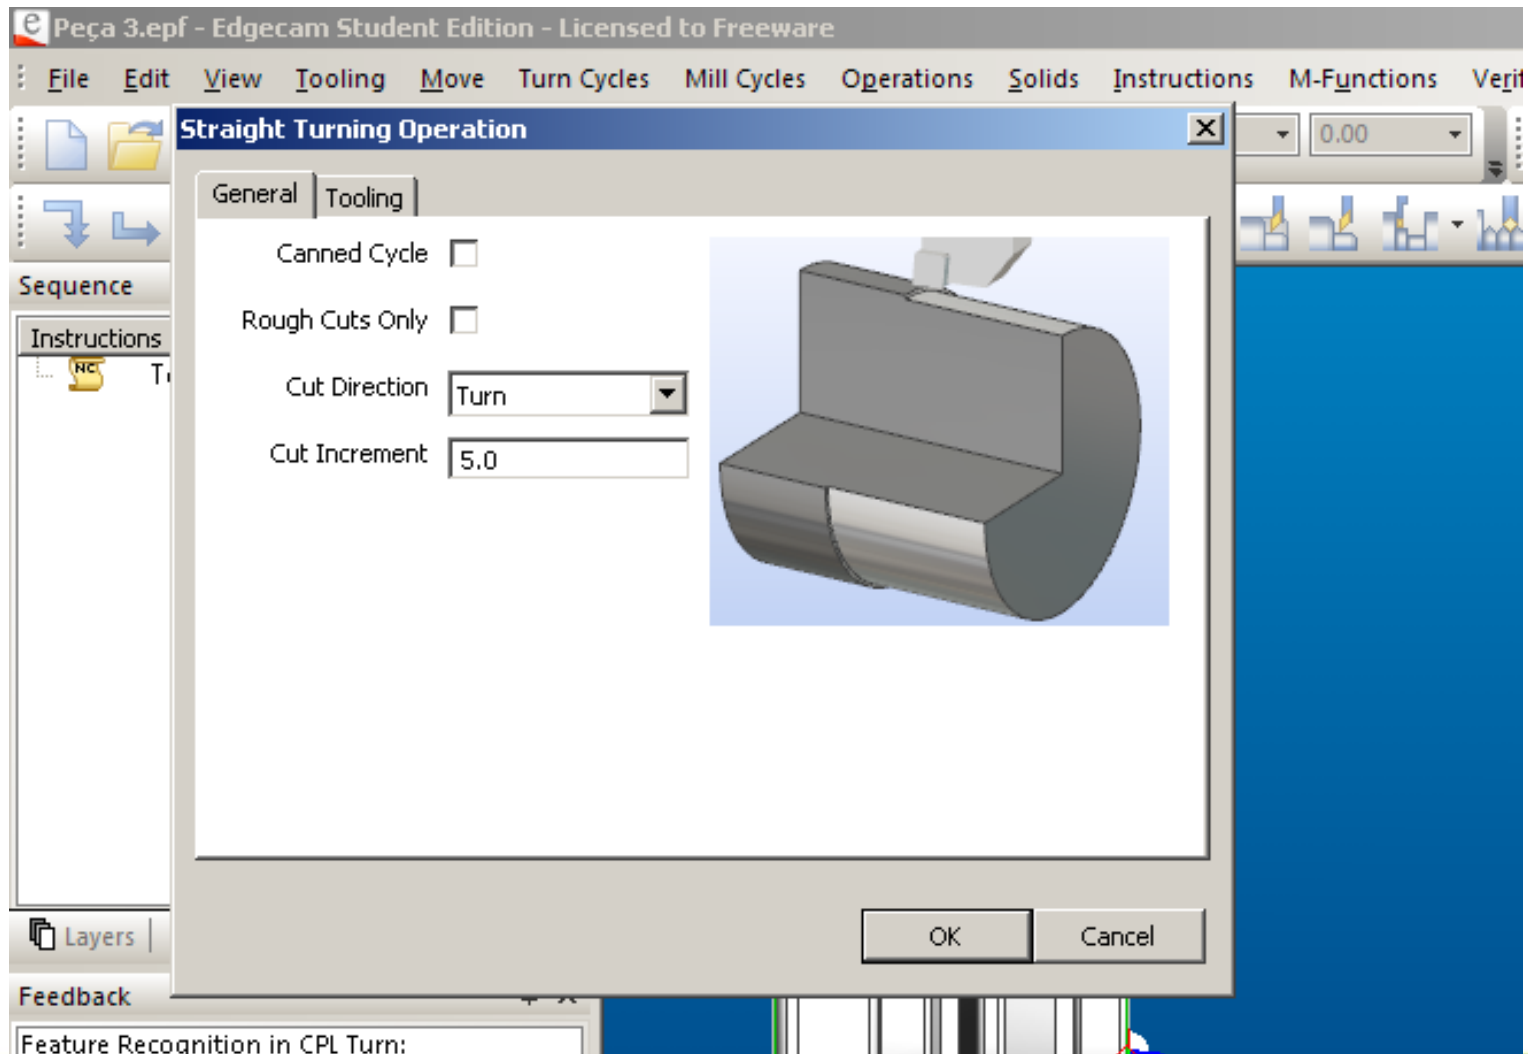 Peça 3.epf - Edgecam Student Edition - Licensed to Freeware
File Edit View Tooling Move Turn Cycles Mill Cycles Operations Solids Instructions M-Functions
Straight Turning Operation
0.00
General Tooling
Canned Cycle
Sequence
Rough Cuts Only
Instructions
NC
Cut Direction Turn
Cut Increment 5.0
Layers
OK Cancel
Feedback
Feature Recognition in CPL Turn: